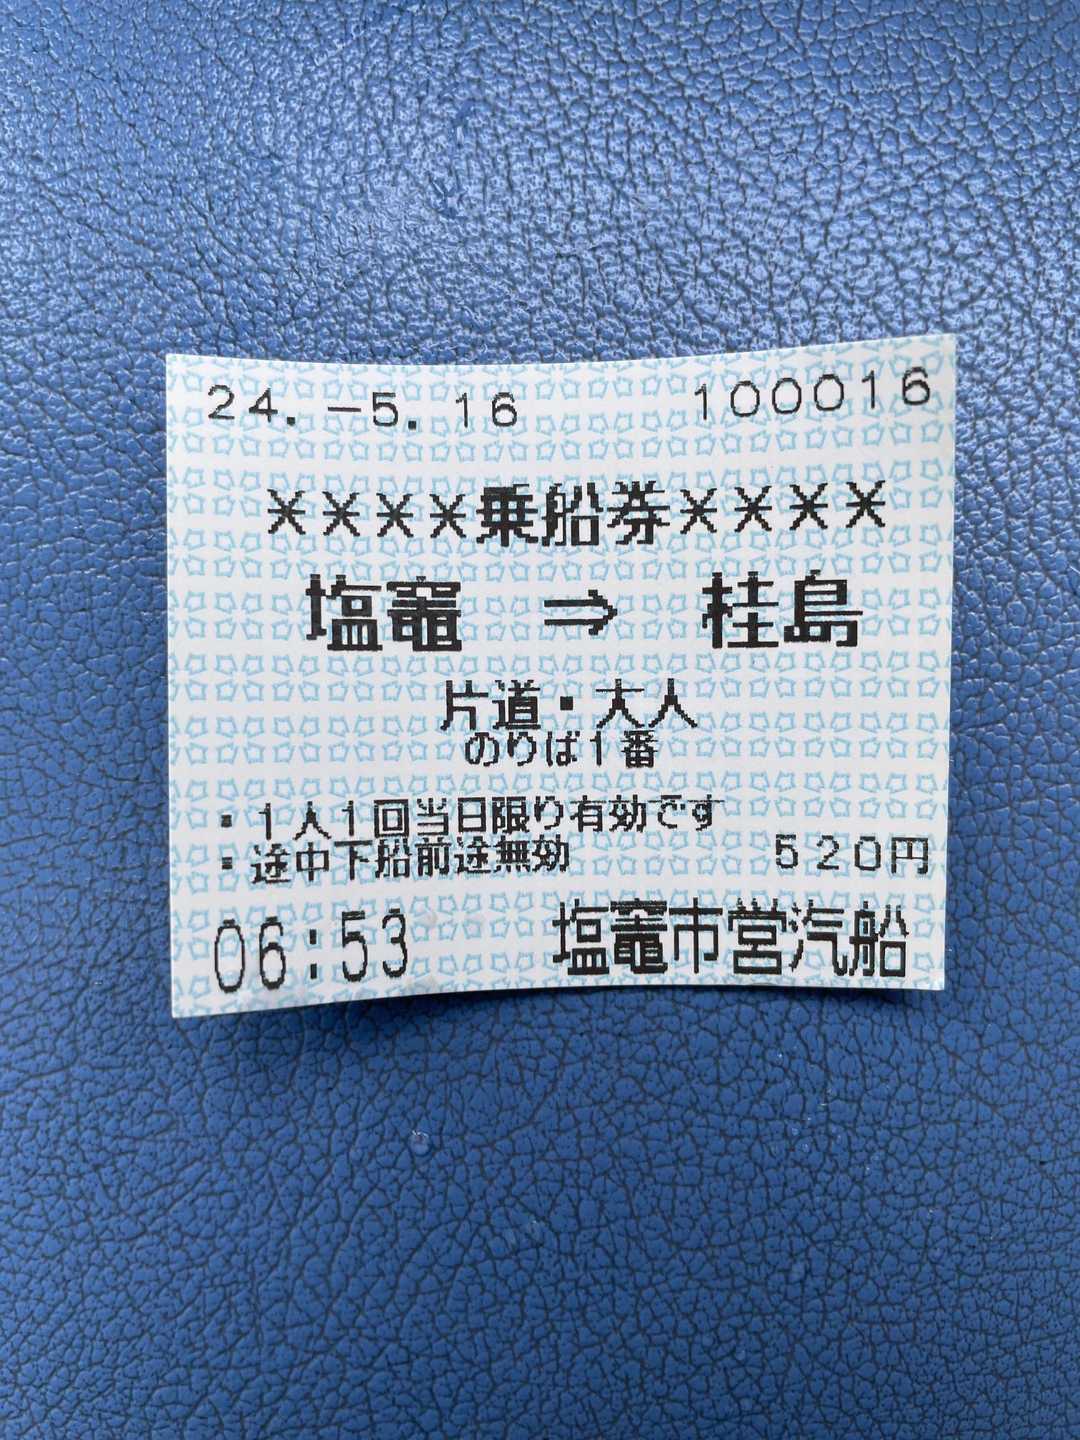 24.-5.16 100016
××××乗船券××××
塩竈 ⇒ 桂島
片道・大人
のりば1番
・1人1回当日限り有効です
・途中下船前途無効 520円
06:53 塩竈市営汽船